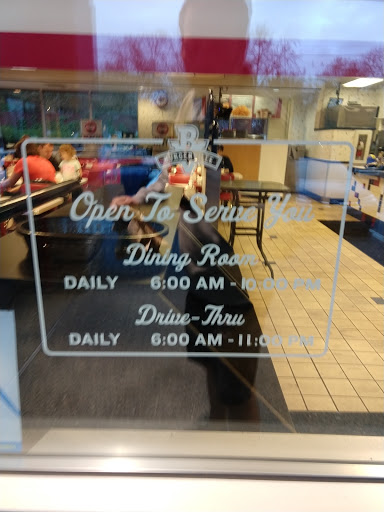 Open To Serve You
Dining Room
DAILY 6:00 AM - 10:00 PM
Drive-Thru
DAILY 6:00 AM - 11:00 PM